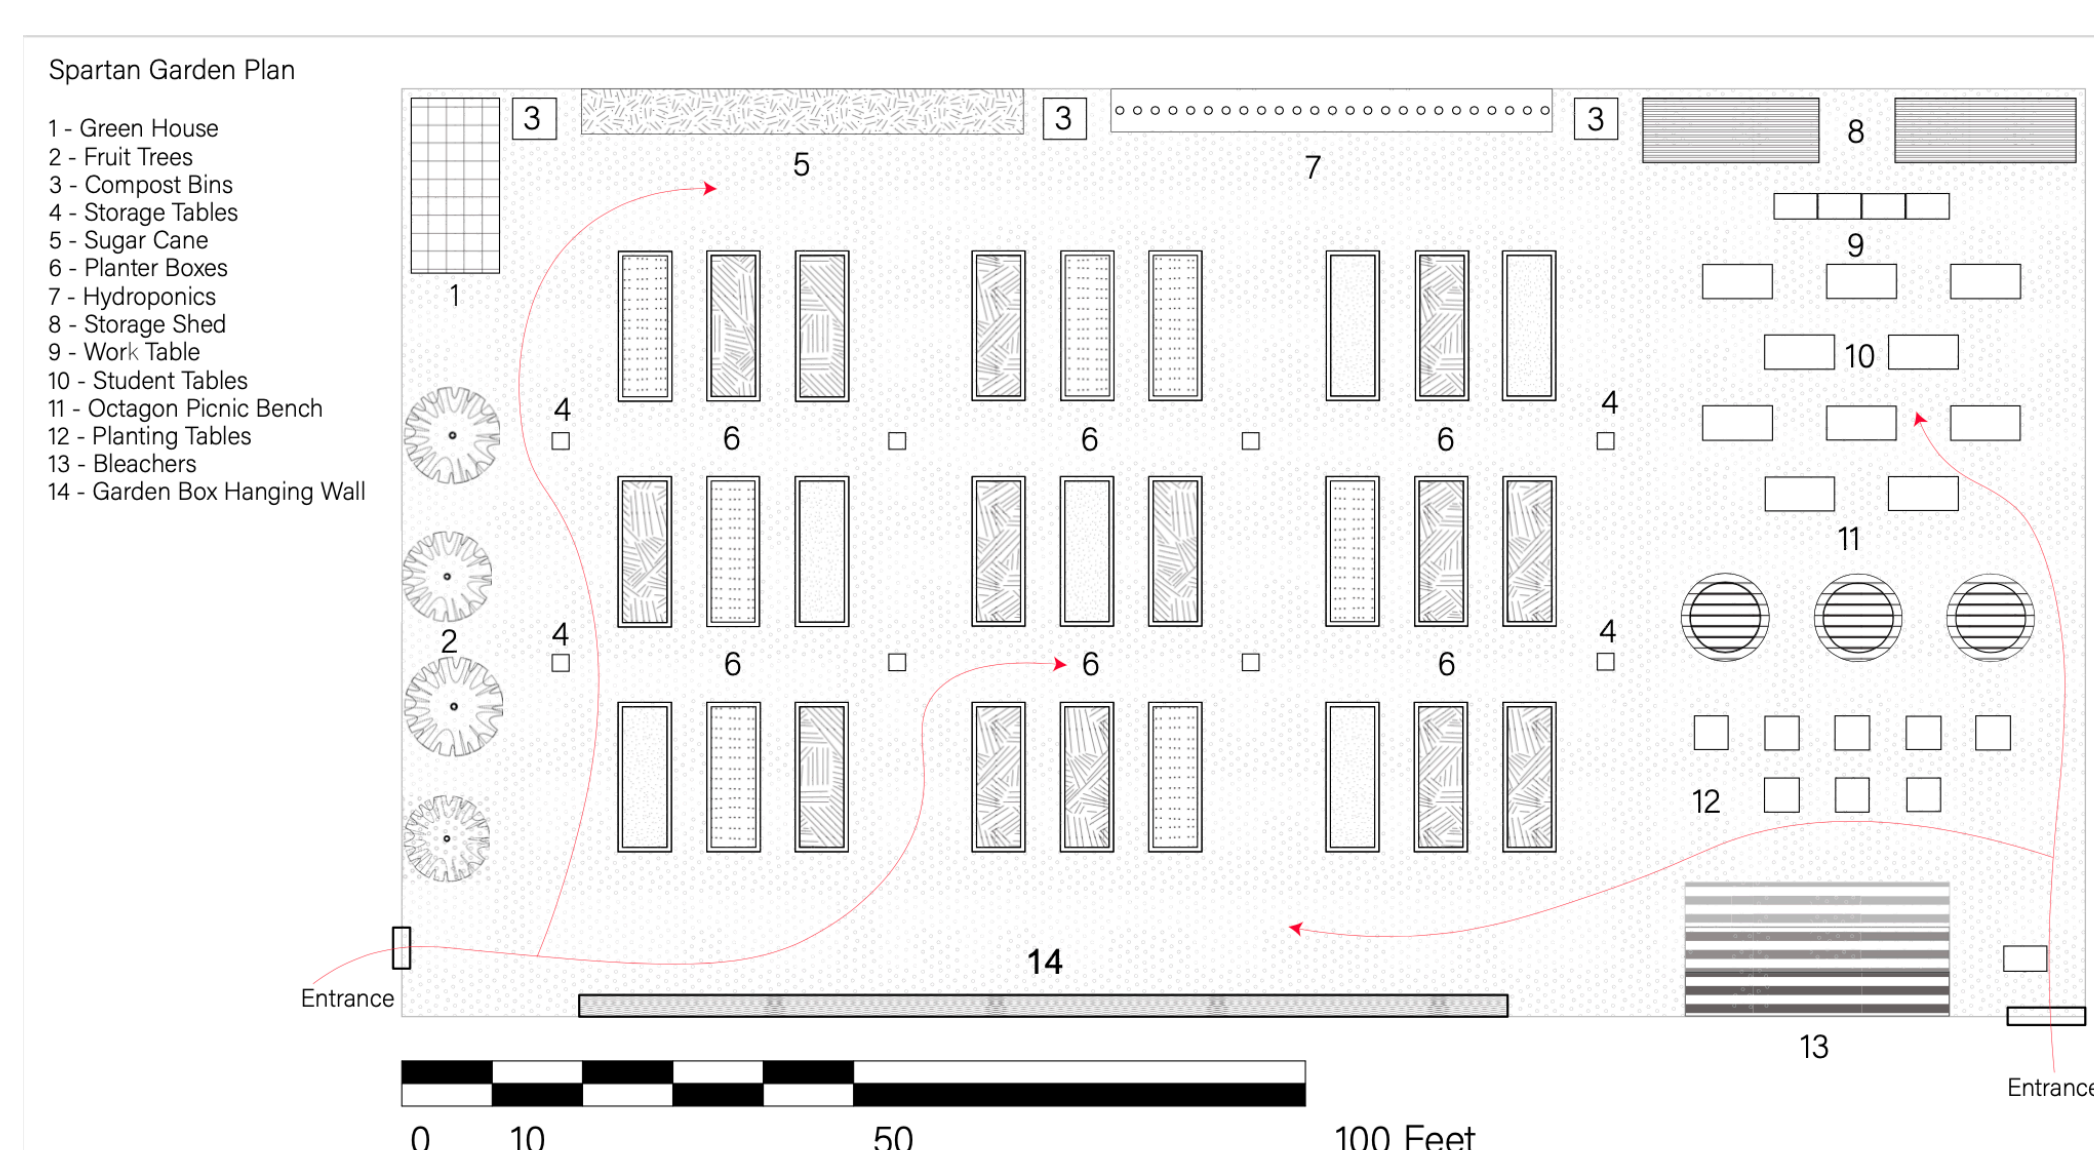 Spartan Garden Plan
1 - Green House
2 - Fruit Trees
3 - Compost Bins
4 - Storage Tables
5 - Sugar Cane
6 - Planter Boxes
7 - Hydroponics
8 - Storage Shed
9 - Work Table
10 - Student Tables
11 - Octagon Picnic Bench
12 - Planting Tables
13 - Bleachers
14 - Garden Box Hanging Wall
3 3 3 8
5 7
9
1
10
4 4
6 6 6
11
4 4
2
6 6 6
12
14
Entrance
13
Entrance
0 10 50 100 Feet